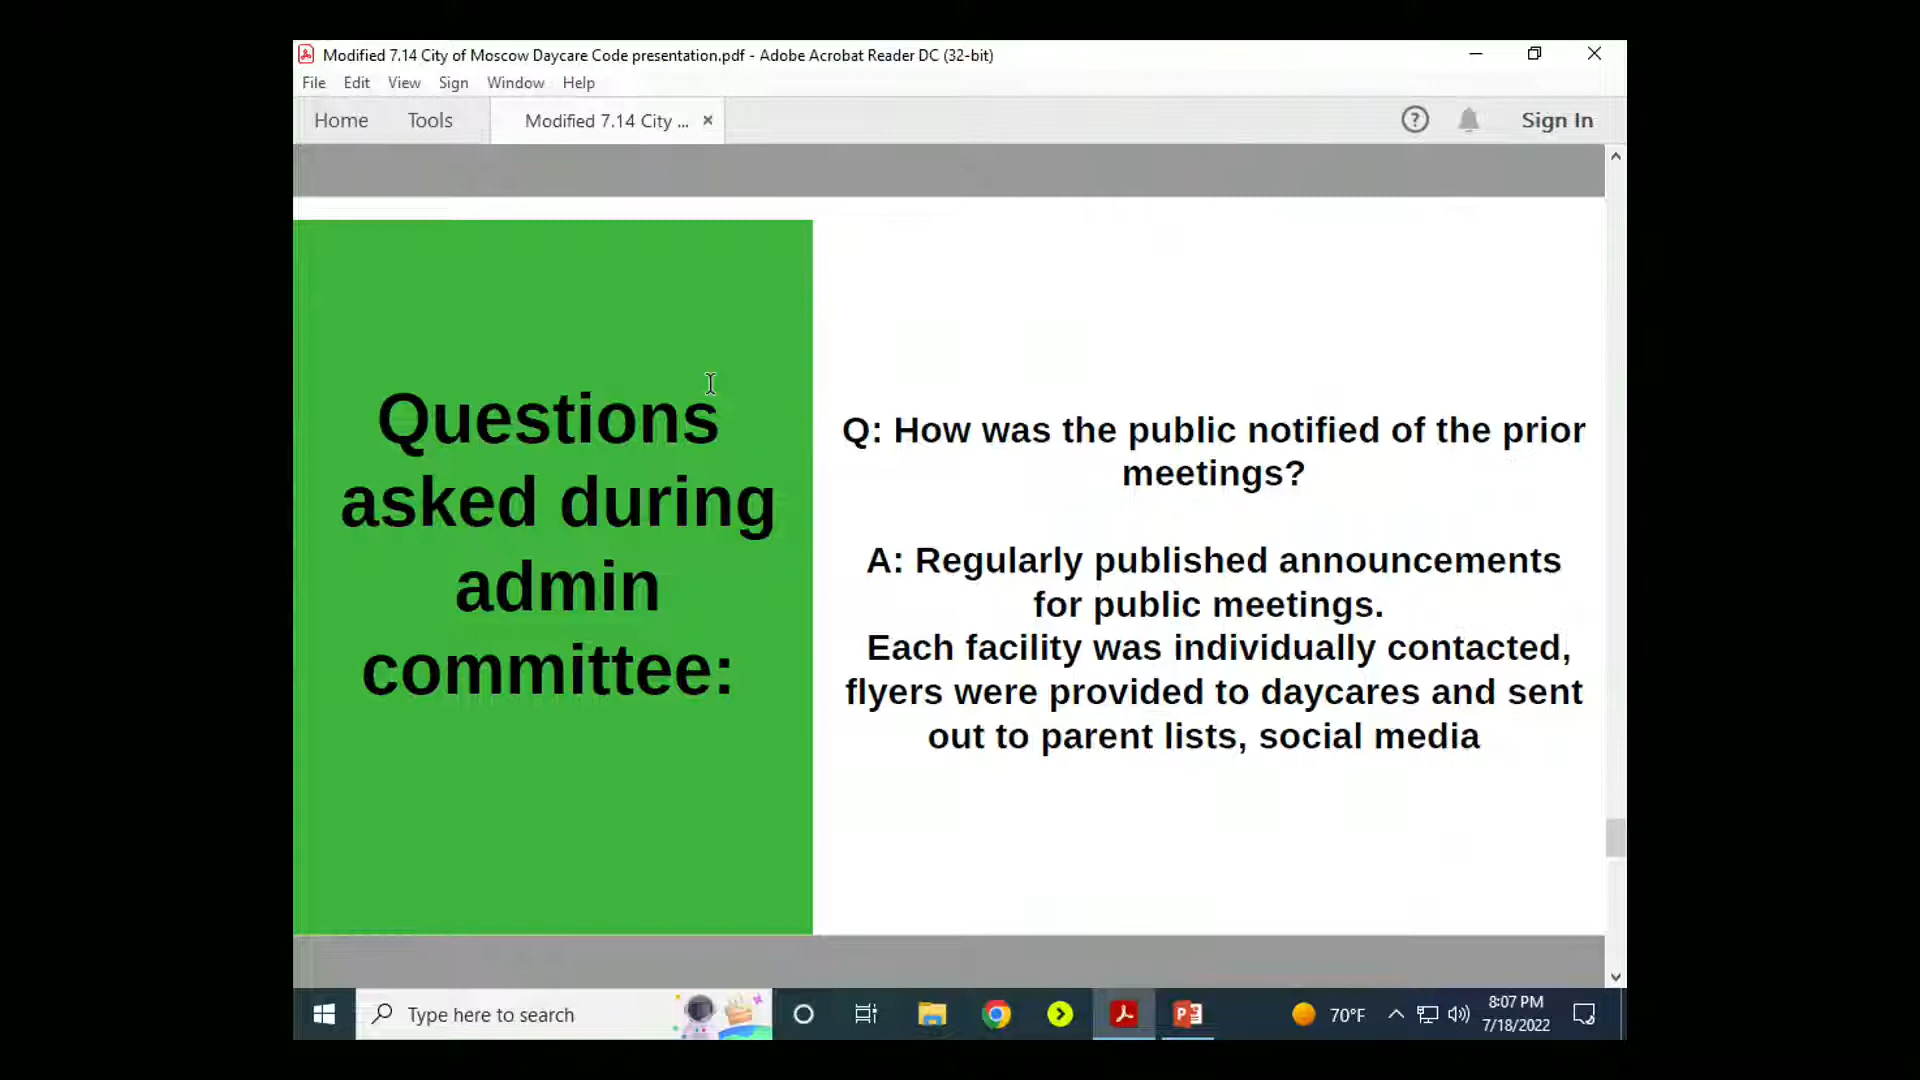 Modified 7.14 City of Moscow Daycare Code presentation.pdf - Adobe Acrobat Reader DC (32-bit)
File Edit View Sign Window Help
Home Tools Modified 7.14 City ... × ? Sign In
Questions
asked during
admin
committee:
Q: How was the public notified of the prior
meetings?
A: Regularly published announcements
for public meetings.
Each facility was individually contacted,
flyers were provided to daycares and sent
out to parent lists, social media
Type here to search
70°F
8:07 PM
7/18/2022